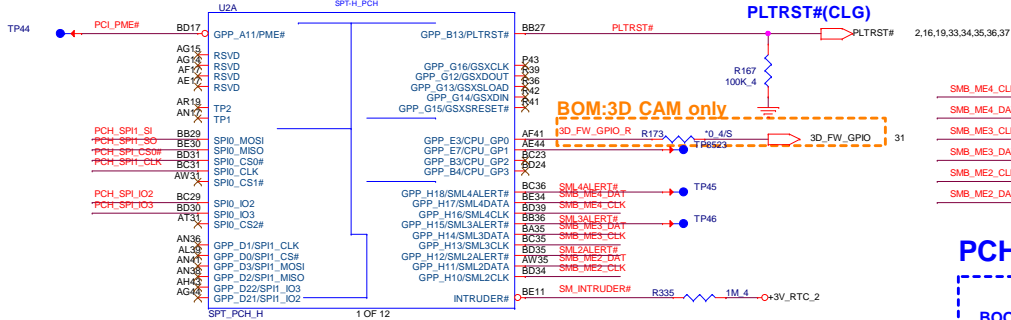 U2A
SPT-H_PCH
PLTRST#(CLG)
TP44
PCI_PME#
BD17
GPP_A11/PME#
GPP_B13/PLTRST#
BB27
PLTRST#
PLTRST#
2,16,19,33,34,35,36,37
AG15
RSVD
AG14
RSVD
AF17
RSVD
AE17
RSVD
GPP_G16/GSXCLK
P43
GPP_G12/GSXDOUT
R39
GPP_G13/GSXSLOAD
R36
GPP_G14/GSXDIN
R42
GPP_G15/GSXSRESET#
R41
R167
100K_4
AR19
TP2
AN17
TP1
BOM:3D CAM only
PCH_SPI1_SI
BB29
SPI0_MOSI
PCH_SPI1_SO
BE30
SPI0_MISO
PCH_SPI_CS0#
BD31
SPI0_CS0#
PCH_SPI1_CLK
BC31
SPI0_CLK
AW31
SPI0_CS1#
GPP_E3/CPU_GP0
AF41
3D_FW_GPIO_R
R173
*0_4/S
3D_FW_GPIO
31
GPP_E7/CPU_GP1
AE44
TP8523
GPP_B3/CPU_GP2
BC23
GPP_B4/CPU_GP3
BD24
PCH_SPI_IO2
BC29
SPI0_IO2
PCH_SPI_IO3
BD30
SPI0_IO3
AT31
SPI0_CS2#
GPP_H18/SML4ALERT#
BC36
SML4ALERT#
TP45
GPP_H17/SML4DATA
BE34
SMB_ME4_DAT
GPP_H16/SML4CLK
BD39
SMB_ME4_CLK
GPP_H15/SML3ALERT#
BB36
SML3ALERT#
TP46
GPP_H14/SML3DATA
BA35
SMB_ME3_DAT
GPP_H13/SML3CLK
BC35
SMB_ME3_CLK
GPP_H12/SML2ALERT#
BD35
SML2ALERT#
GPP_H11/SML2DATA
AW35
SMB_ME2_DAT
GPP_H10/SML2CLK
BD34
SMB_ME2_CLK
AN36
GPP_D1/SPI1_CLK
AL39
GPP_D0/SPI1_CS#
AN41
GPP_D3/SPI1_MOSI
AN38
GPP_D2/SPI1_MISO
AH43
GPP_D22/SPI1_IO3
AG44
GPP_D21/SPI1_IO2
INTRUDER#
BE11
SM_INTRUDER#
R335
1M_4
+3V_RTC_2
SPT_PCH_H
1 OF 12
SMB_ME4_CL
SMB_ME4_DA
SMB_ME3_CL
SMB_ME3_DA
SMB_ME2_CL
SMB_ME2_DA
PCH
BOO